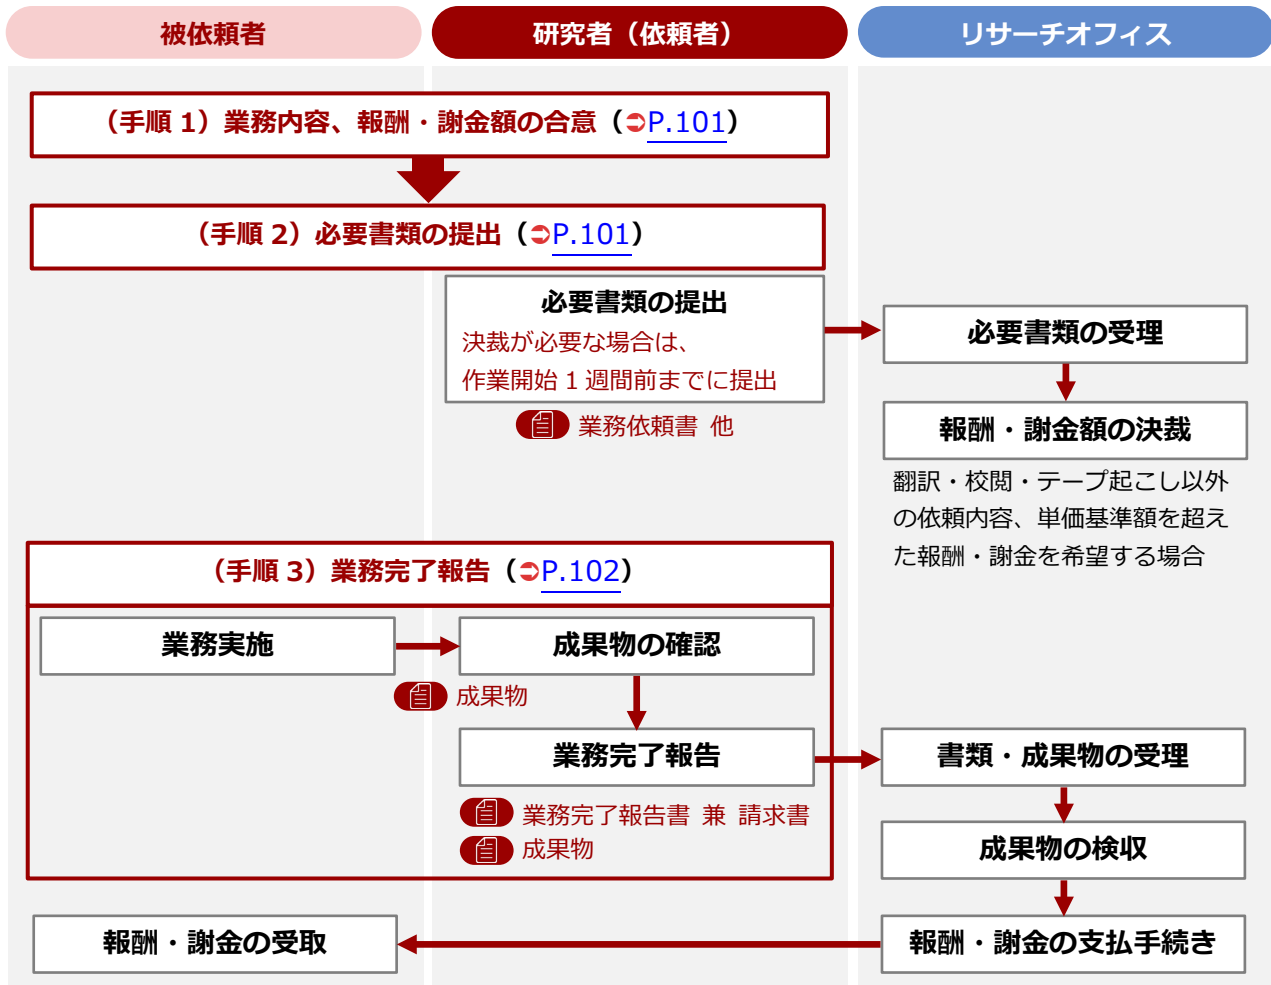 被依頼者
研究者（依頼者）
リサーチオフィス
（手順 1）業務内容、報酬・謝金額の合意（➲P.101）
（手順 2）必要書類の提出（➲P.101）
必要書類の提出
決裁が必要な場合は、
作業開始 1 週間前までに提出
業務依頼書 他
必要書類の受理
報酬・謝金額の決裁
翻訳・校閲・テープ起こし以外
の依頼内容、単価基準額を超え
た報酬・謝金を希望する場合
（手順 3）業務完了報告（➲P.102）
業務実施
成果物の確認
成果物
業務完了報告
業務完了報告書 兼 請求書
成果物
書類・成果物の受理
成果物の検収
報酬・謝金の支払手続き
報酬・謝金の受取